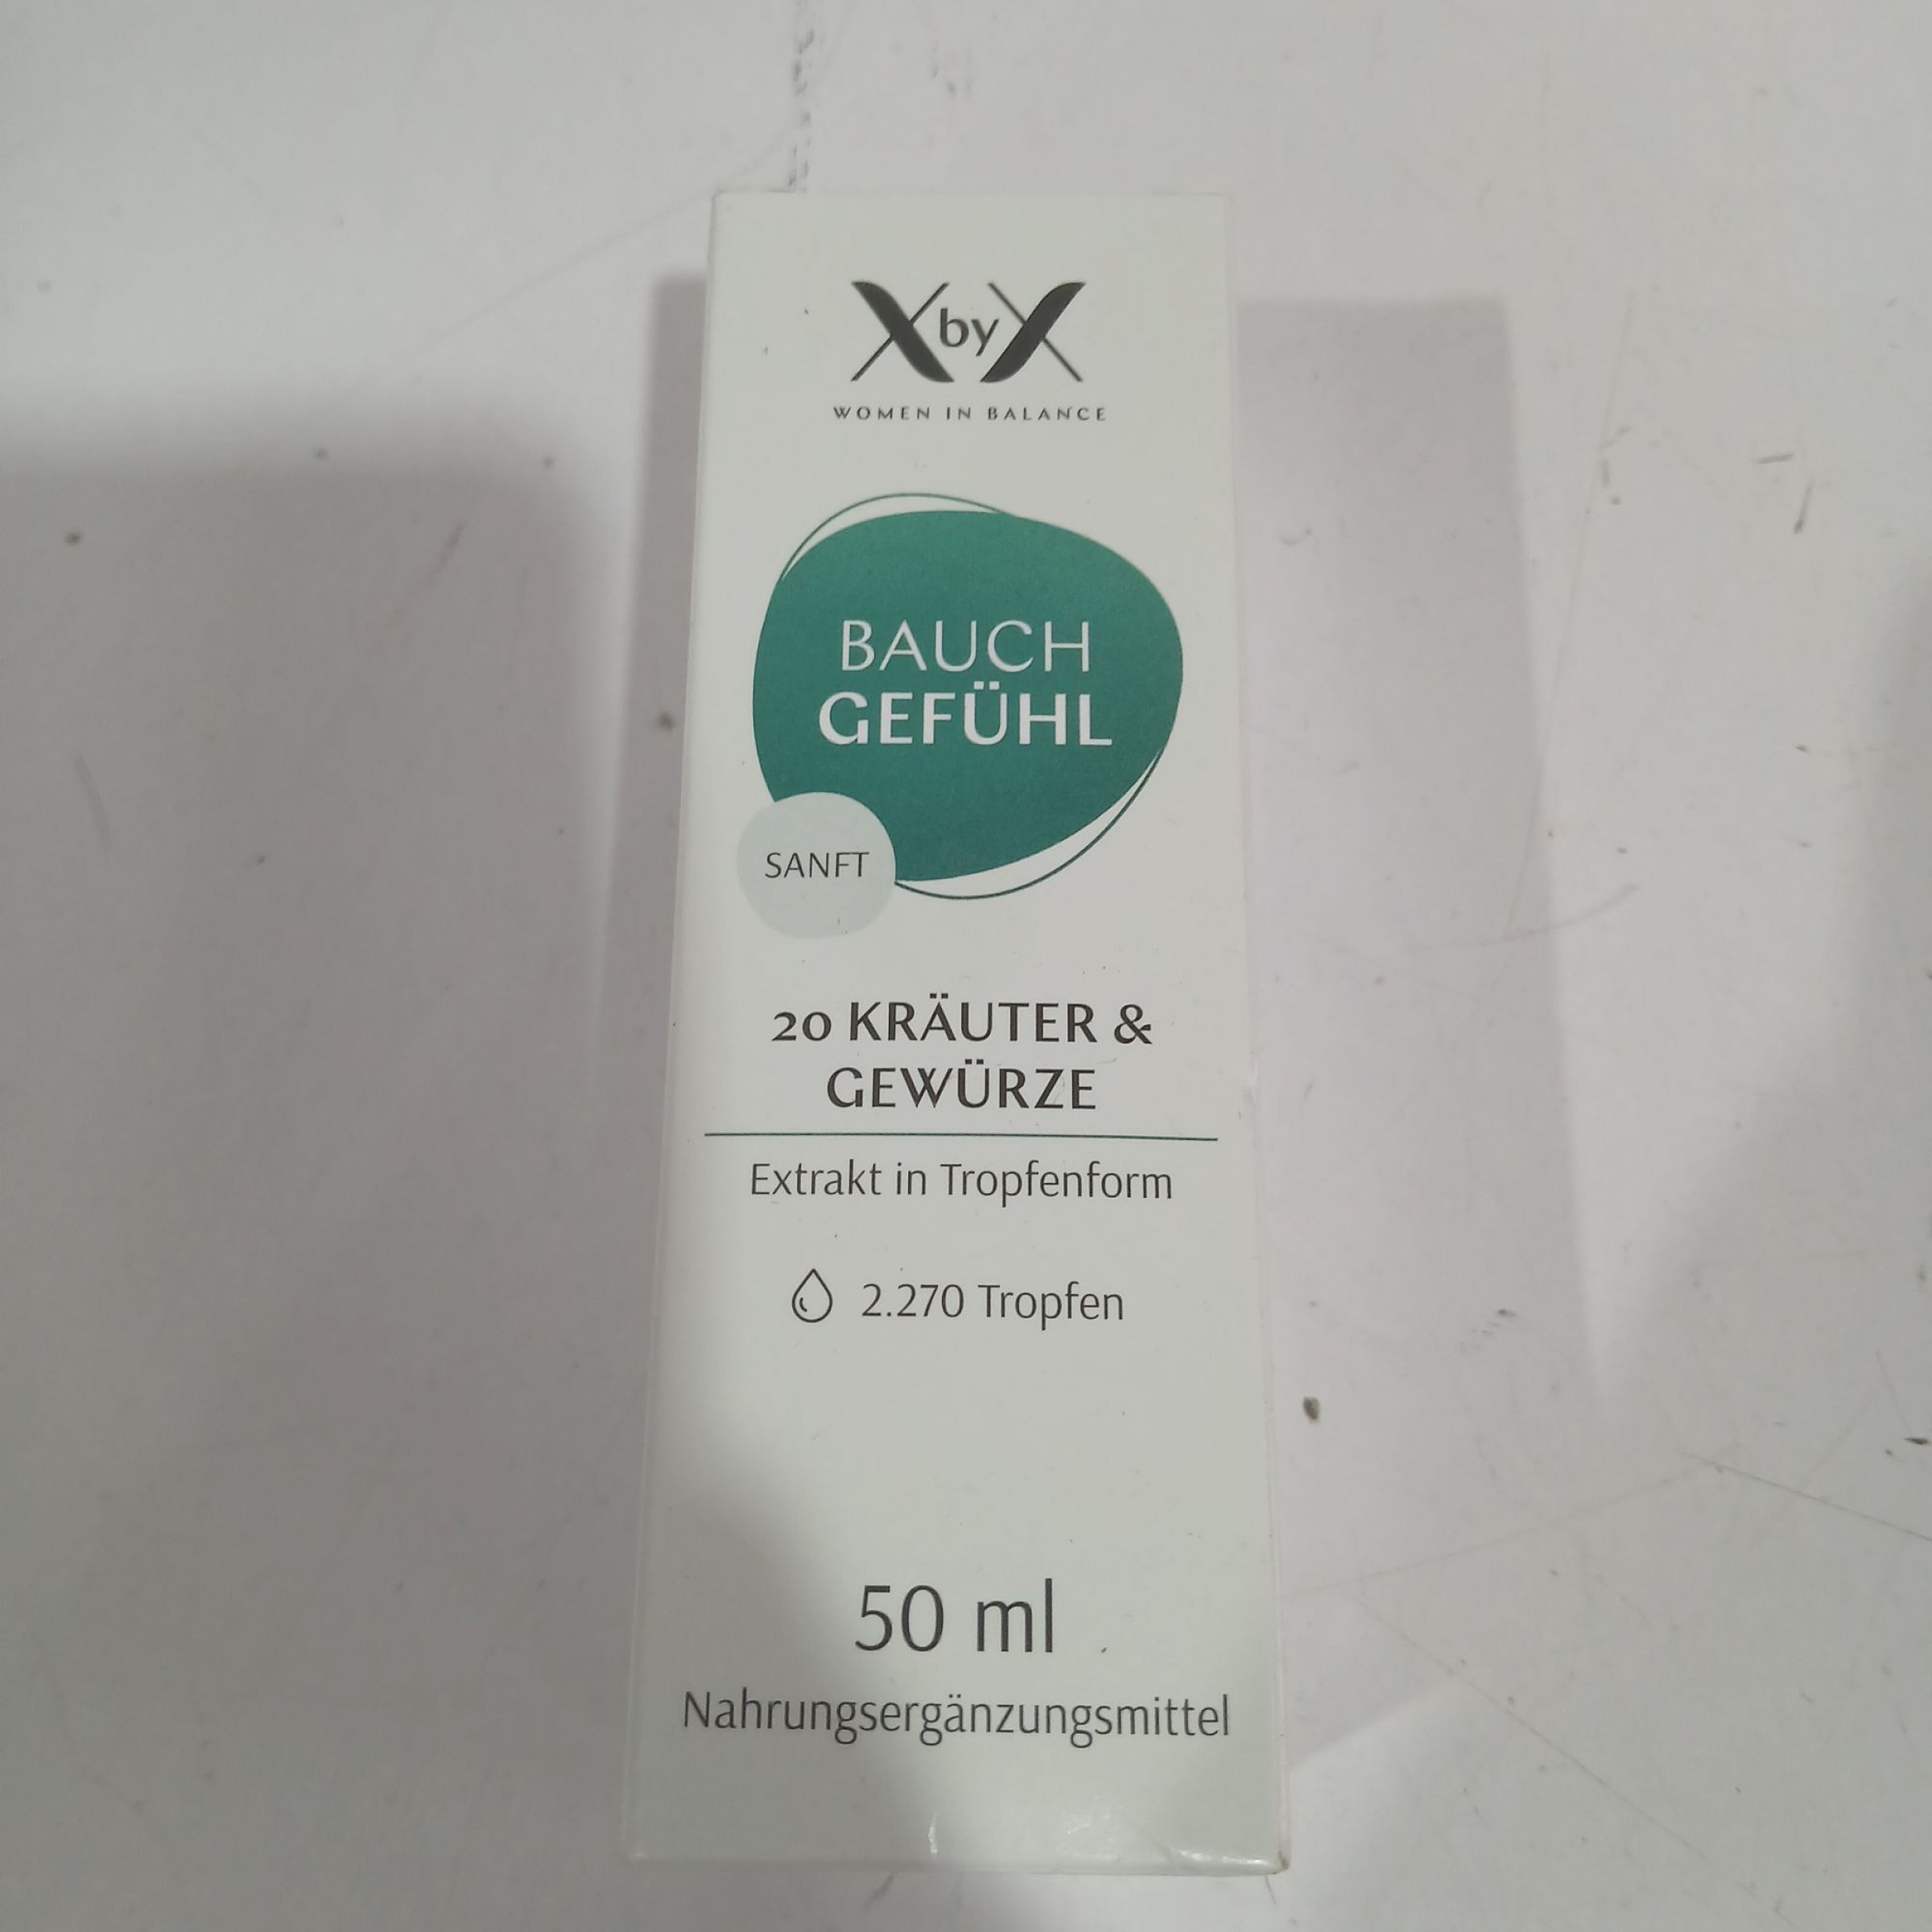 XbyX
WOMEN IN BALANCE
BAUCH
GEFÜHL
SANFT
20 KRÄUTER &
GEWÜRZE
Extrakt in Tropfenform
2.270 Tropfen
50 ml
Nahrungsergänzungsmittel